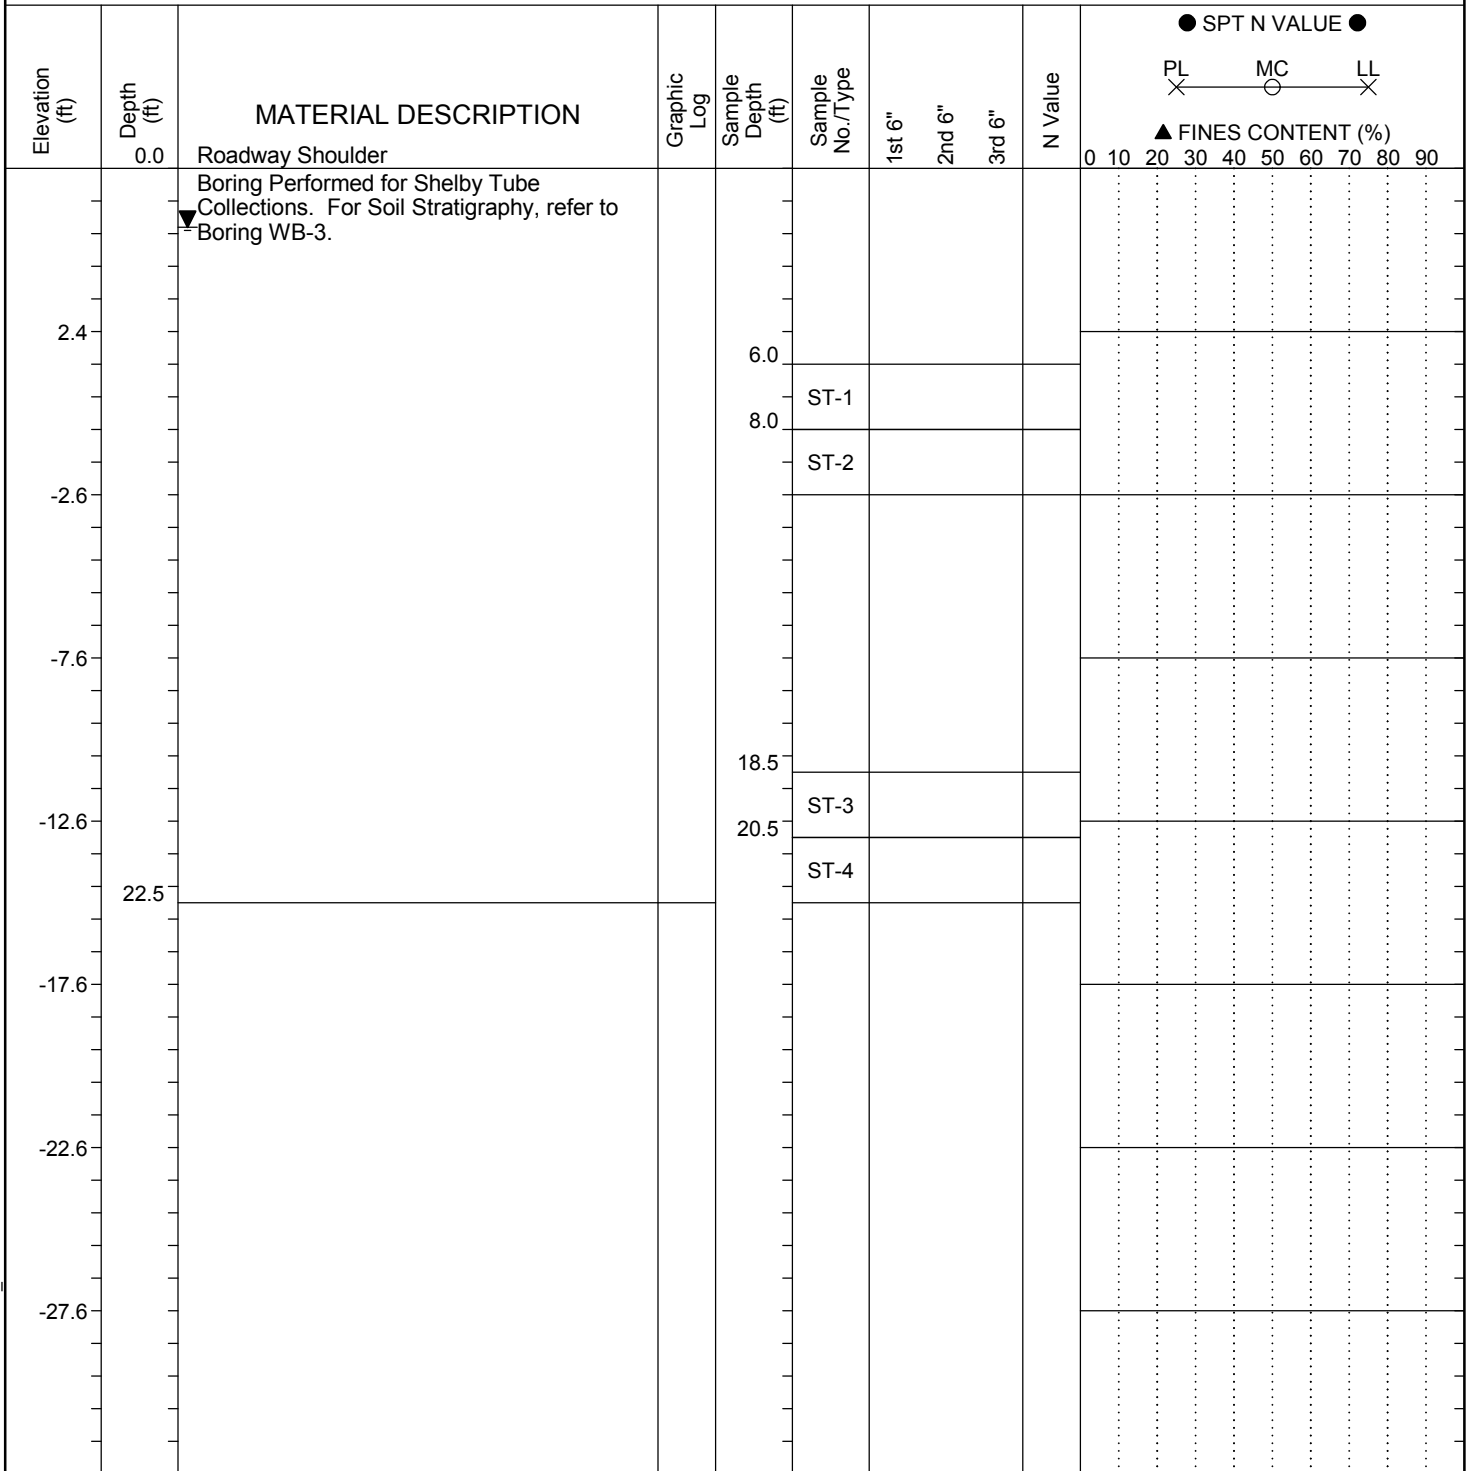 ● SPT N VALUE ●
PL MC LL
▲ FINES CONTENT (%)
0 10 20 30 40 50 60 70 80 90
Elevation
(ft)
Depth
(ft)
MATERIAL DESCRIPTION
Graphic
Log
Sample
Depth
(ft)
Sample
No./Type
1st 6"
2nd 6"
3rd 6"
N Value
0.0 Roadway Shoulder
Boring Performed for Shelby Tube
Collections. For Soil Stratigraphy, refer to
Boring WB-3.
2.4
6.0
ST-1
8.0
ST-2
-2.6
-7.6
18.5
ST-3
-12.6
20.5
ST-4
22.5
-17.6
-22.6
-27.6